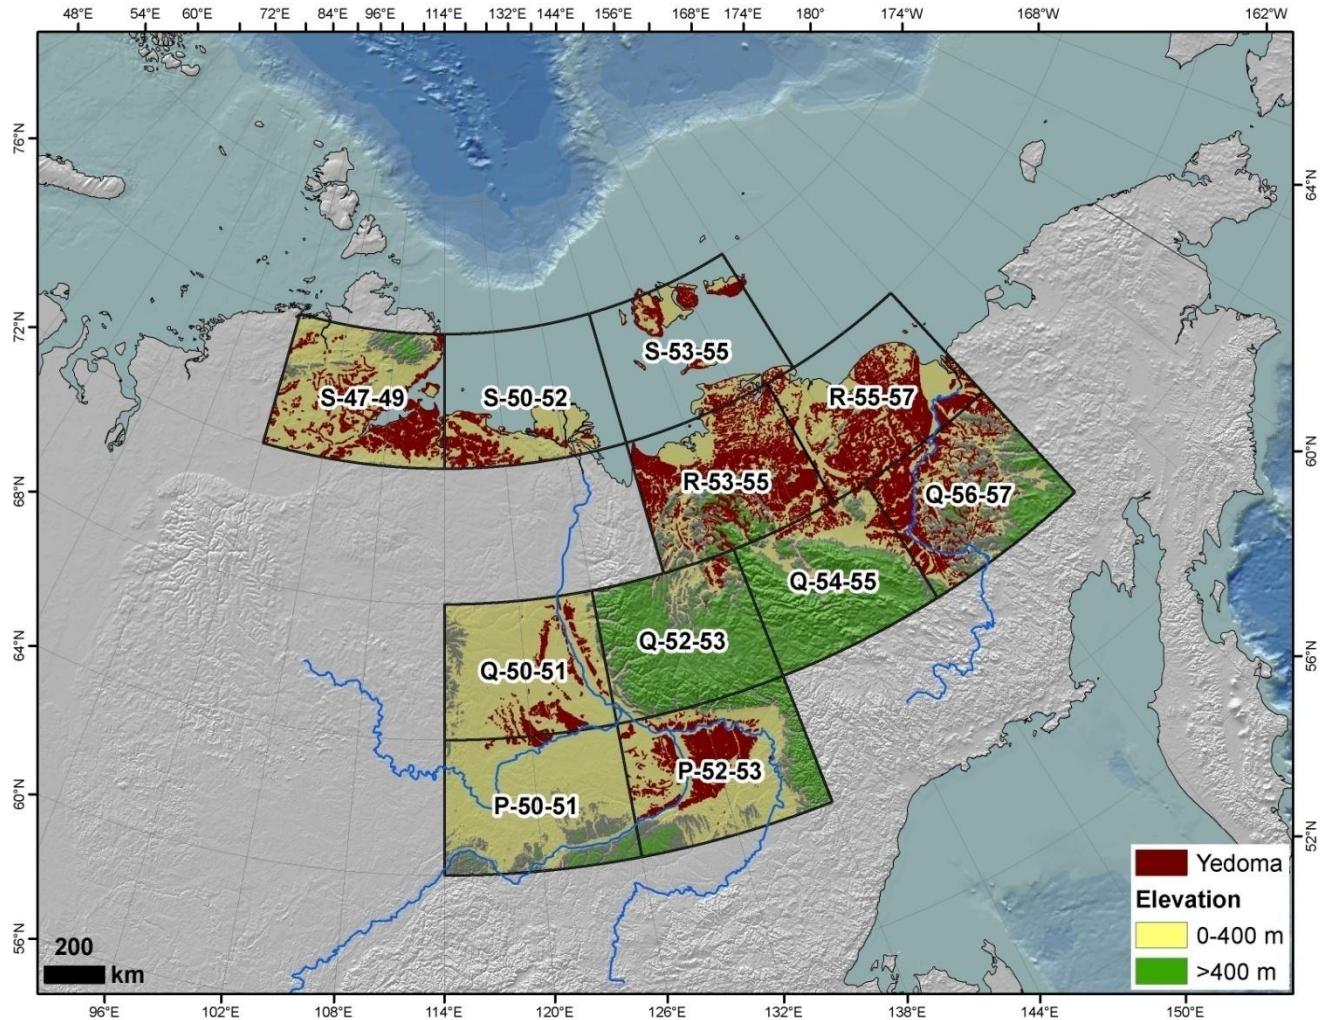 48°E 54°E 60°E 72°E 84°E 96°E 114°E 132°E 144°E 156°E 168°E 174°E 180° 174°W 168°W 162°W
76°N
72°N
68°N
64°N
60°N
56°N
64°N
60°N
56°N
52°N
S-53-55
S-47-49
S-50-52
R-55-57
R-53-55
Q-56-57
Q-54-55
Q-52-53
Q-50-51
P-52-53
P-50-51
Yedoma
Elevation
0-400 m
>400 m
200
km
96°E 102°E 108°E 114°E 120°E 126°E 132°E 138°E 144°E 150°E